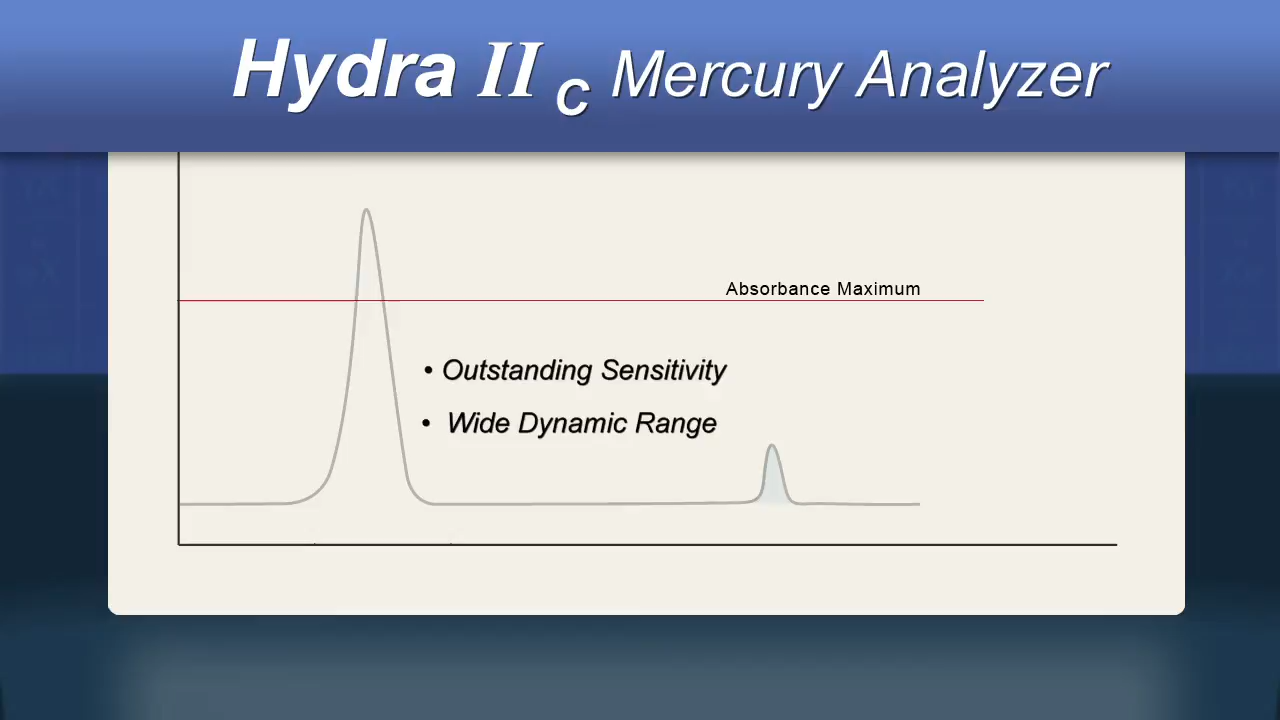 Hydra II C Mercury Analyzer
Absorbance Maximum
• Outstanding Sensitivity
• Wide Dynamic Range